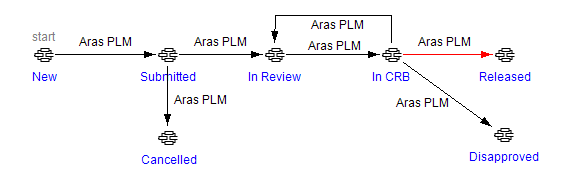 Aras PLM
start
Aras PLM
Aras PLM
Aras PLM
Aras PLM
New
Submitted
In Review
In CRB
Released
Aras PLM
Aras PLM
Cancelled
Disapproved